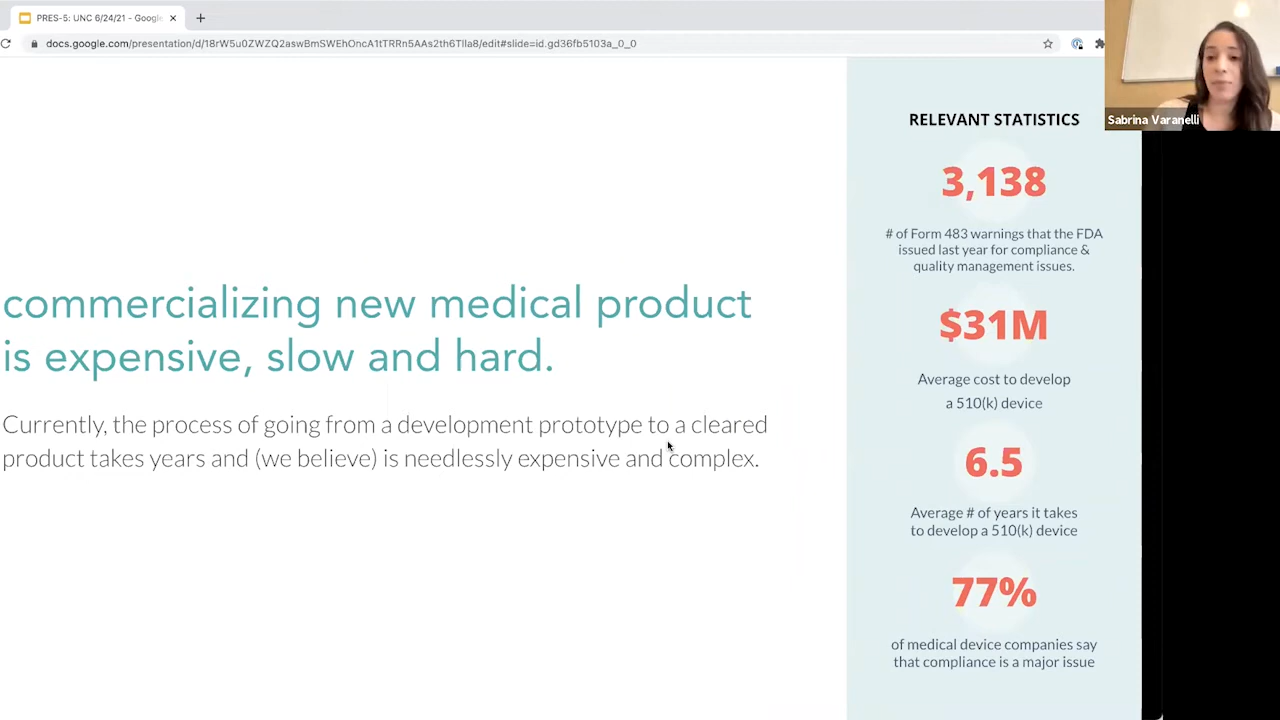 PRES-5: UNC 6/24/21 - Google
docs.google.com/presentation/d/18rW5u0ZWZQ2aswBmSWEhOncA1tTRRn5AAs2th6TIla8/edit#slide=id.gd36fb5103a_0_0
Sabrina Varanelli
commercializing new medical product
is expensive, slow and hard.
Currently, the process of going from a development prototype to a cleared
product takes years and (we believe) is needlessly expensive and complex.
RELEVANT STATISTICS
3,138
# of Form 483 warnings that the FDA
issued last year for compliance &
quality management issues.
$31M
Average cost to develop
a 510(k) device
6.5
Average # of years it takes
to develop a 510(k) device
77%
of medical device companies say
that compliance is a major issue